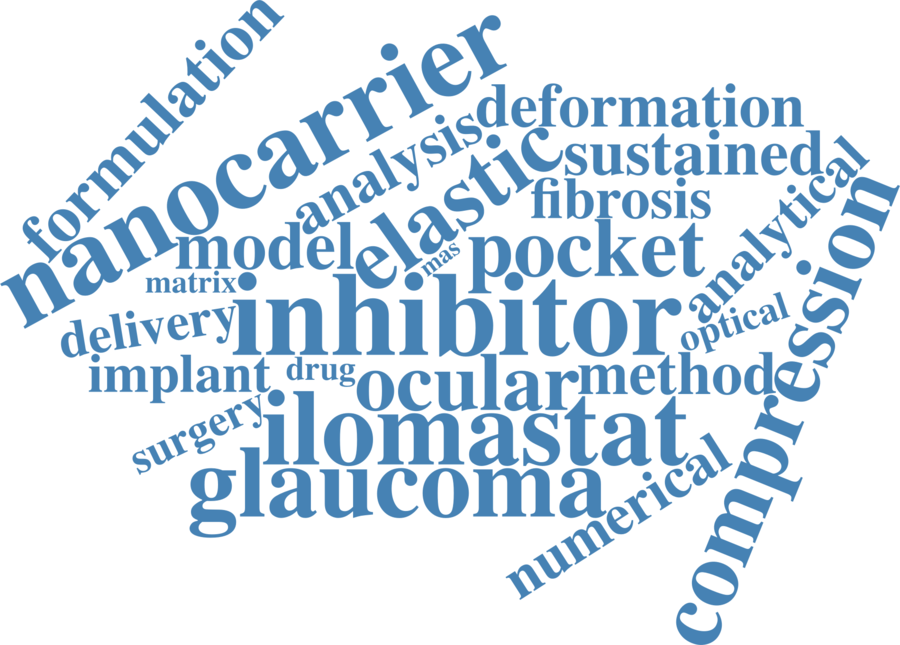 formulation
nanocarrier
deformation
analysis
elastic
sustained
fibrosis
analytical
model
mas
pocket
matrix
inhibitor
compression
delivery
optical
implant
drug
ocular
method
surgery
ilomastat
glaucoma
numerical